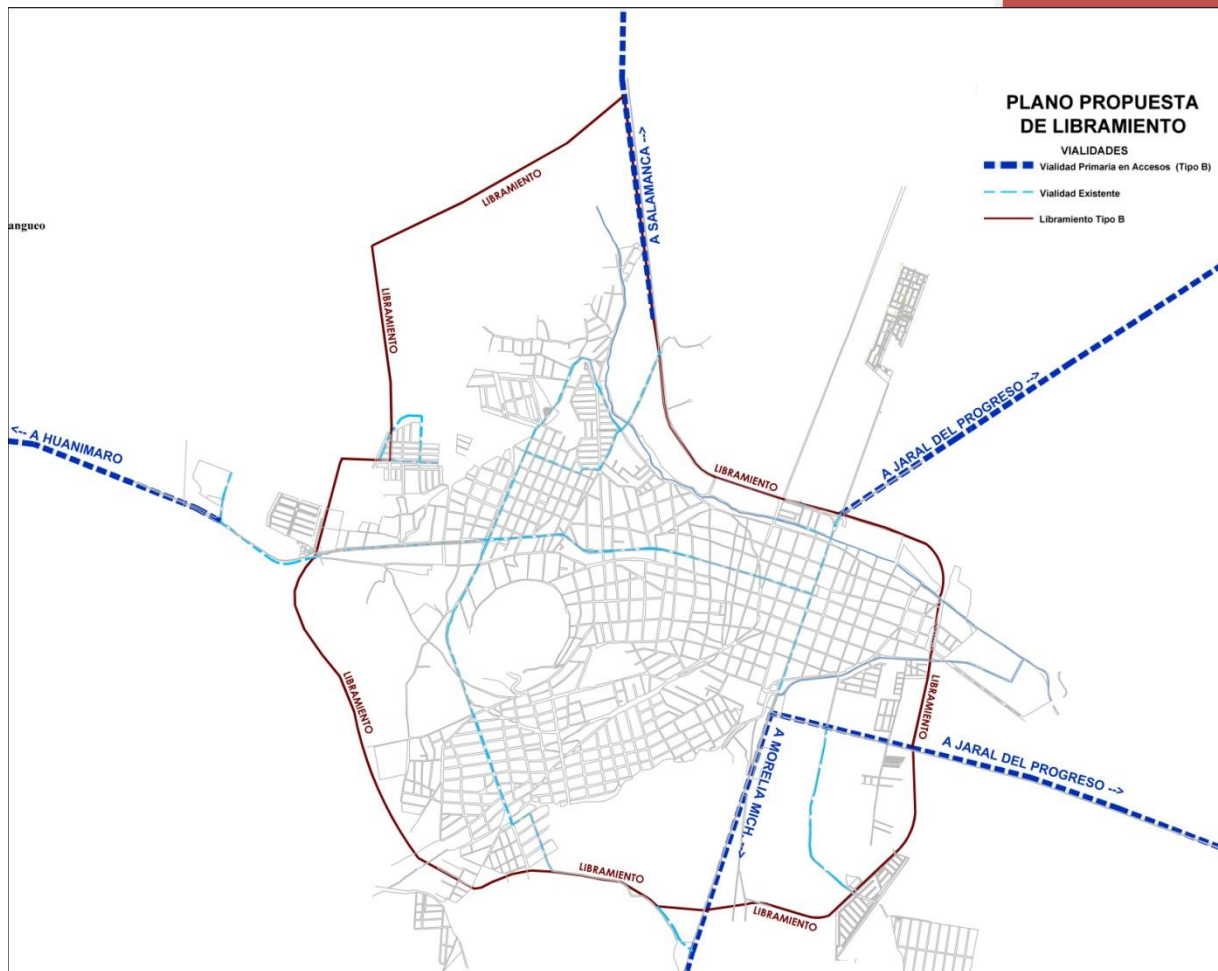 PLANO PROPUESTA
DE LIBRAMIENTO
VIALIDADES
Vialidad Primaria en Accesos (Tipo B)
Vialidad Existente
Libramiento Tipo B
anguco
A SALAMANCA -->
LIBRAMIENTO
LIBRAMIENTO
<-- A HUANIMARO
A JARAL DEL PROGRESO -->
LIBRAMIENTO
LIBRAMIENTO
LIBRAMIENTO
A MORELIA MICH. -->
A JARAL DEL PROGRESO -->
LIBRAMIENTO
LIBRAMIENTO